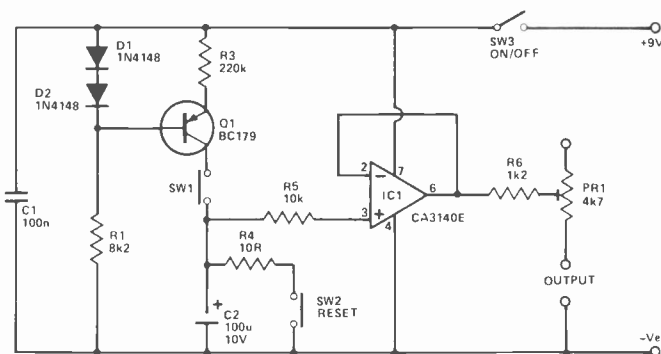 D1
1N4148
D2
1N4148
R3
220k
SW3
ON/OFF
+9V
Q1
BC179
SW1
R5
10k
2
−
7
IC1
6
3
+
4
CA3140E
R6
1k2
PR1
4k7
C1
100n
R1
8k2
R4
10R
+
C2
100u
10V
SW2
RESET
OUTPUT
−Ve